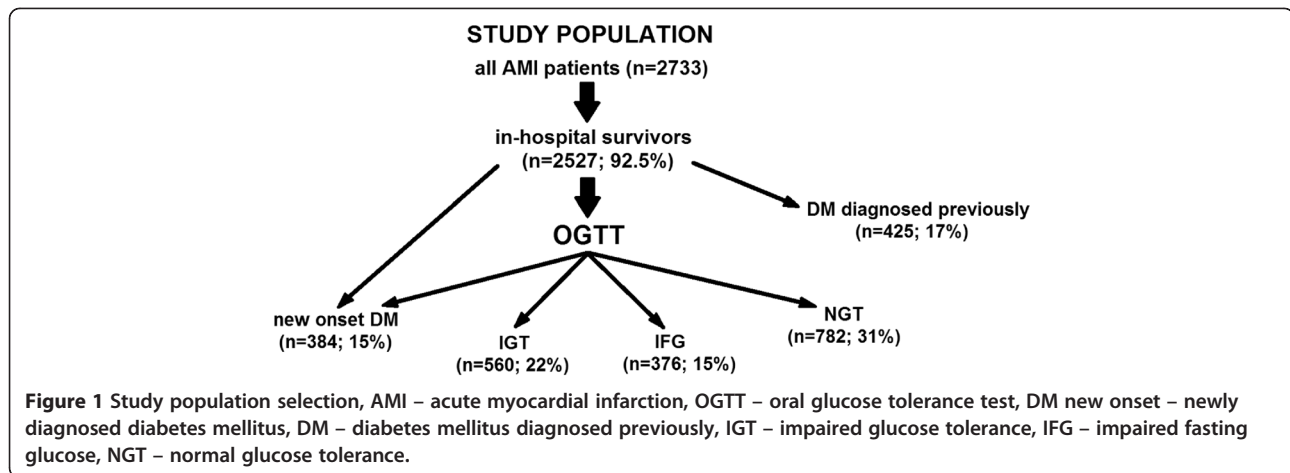 STUDY POPULATION
all AMI patients (n=2733)
in-hospital survivors
(n=2527; 92.5%)
DM diagnosed previously
(n=425; 17%)
OGTT
new onset DM
(n=384; 15%)
IGT
(n=560; 22%)
IFG
(n=376; 15%)
NGT
(n=782; 31%)
Figure 1 Study population selection, AMI – acute myocardial infarction, OGTT – oral glucose tolerance test, DM new onset – newly
diagnosed diabetes mellitus, DM – diabetes mellitus diagnosed previously, IGT – impaired glucose tolerance, IFG – impaired fasting
glucose, NGT – normal glucose tolerance.